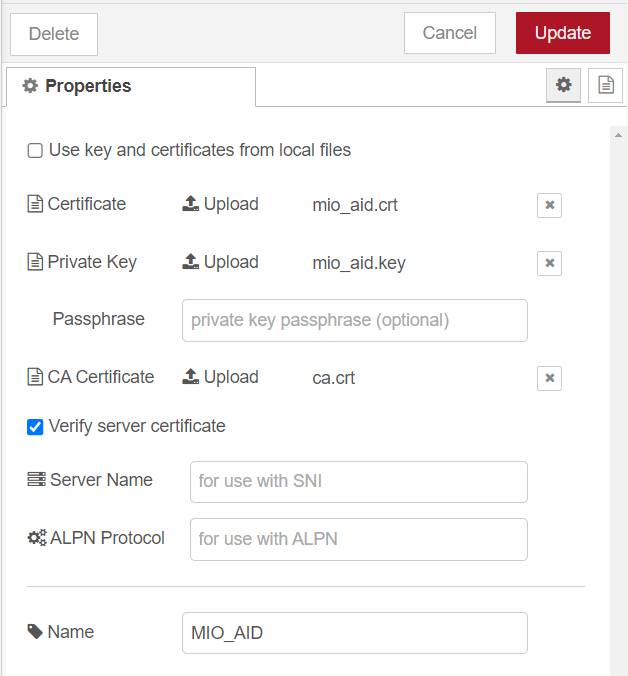 Delete Cancel Update
Properties
Use key and certificates from local files
Certificate Upload mio_aid.crt
Private Key Upload mio_aid.key
Passphrase private key passphrase (optional)
CA Certificate Upload ca.crt
Verify server certificate
Server Name for use with SNI
ALPN Protocol for use with ALPN
Name MIO_AID